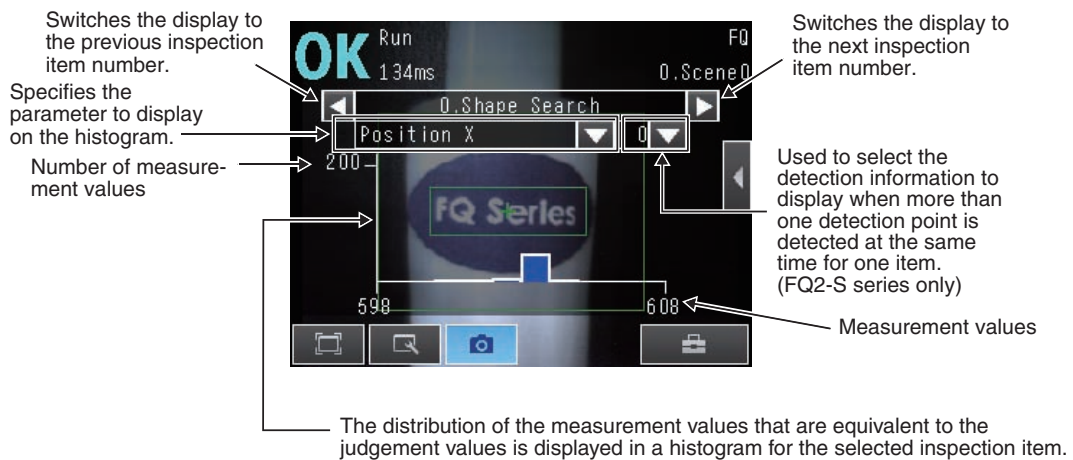 Switches the display to
the previous inspection
item number.
Switches the display to
the next inspection
item number.
Specifies the
parameter to display
on the histogram.
Number of measure-
ment values
OK Run FQ
134ms 0.Scene0
0.Shape Search
Position X 0
200
FQ Series
598 608
Used to select the
detection information to
display when more than
one detection point is
detected at the same
time for one item.
(FQ2-S series only)
Measurement values
The distribution of the measurement values that are equivalent to the
judgement values is displayed in a histogram for the selected inspection item.